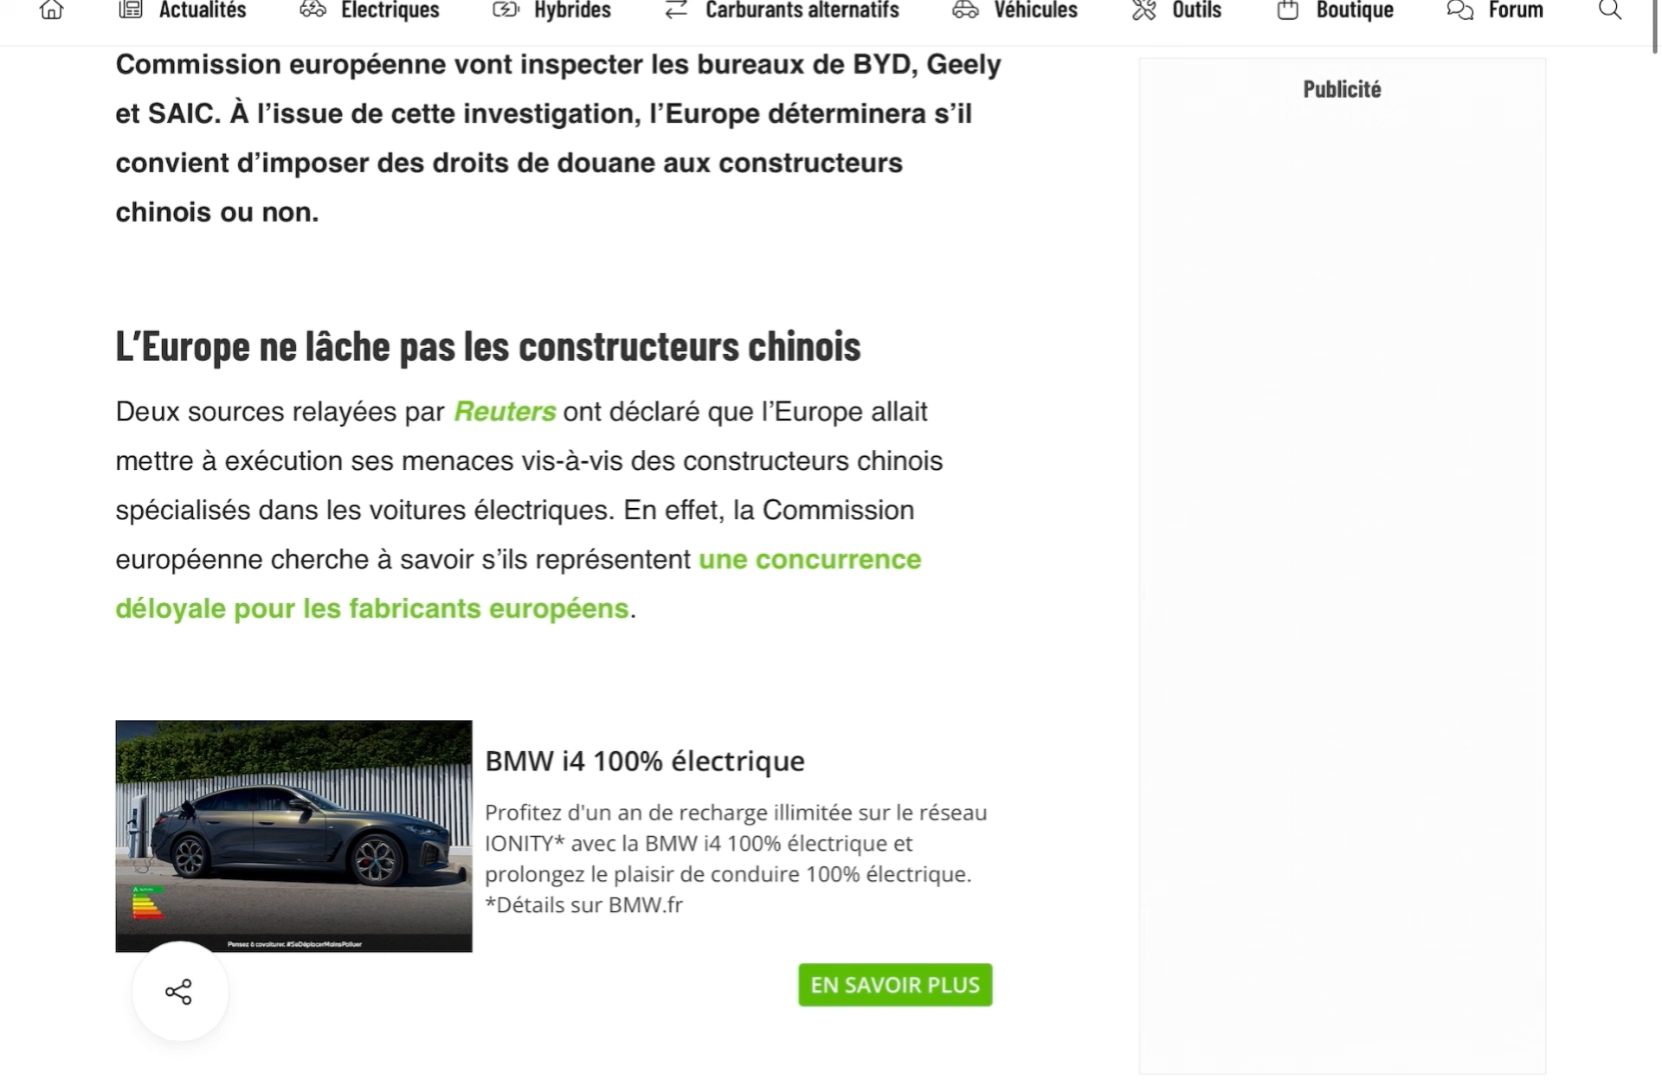 Actualités Electriques Hybrides Carburants alternatifs Véhicules Outils Boutique Forum
Commission européenne vont inspecter les bureaux de BYD, Geely
et SAIC. À l’issue de cette investigation, l’Europe déterminera s’il
convient d’imposer des droits de douane aux constructeurs
chinois ou non.
Publicité
L’Europe ne lâche pas les constructeurs chinois
Deux sources relayées par Reuters ont déclaré que l’Europe allait
mettre à exécution ses menaces vis-à-vis des constructeurs chinois
spécialisés dans les voitures électriques. En effet, la Commission
européenne cherche à savoir s’ils représentent une concurrence
déloyale pour les fabricants européens.
BMW i4 100% électrique
Profitez d'un an de recharge illimitée sur le réseau
IONITY* avec la BMW i4 100% électrique et
prolongez le plaisir de conduire 100% électrique.
*Détails sur BMW.fr
Pensez à covoiturer. #SeDéplacerMoinsPolluer
EN SAVOIR PLUS